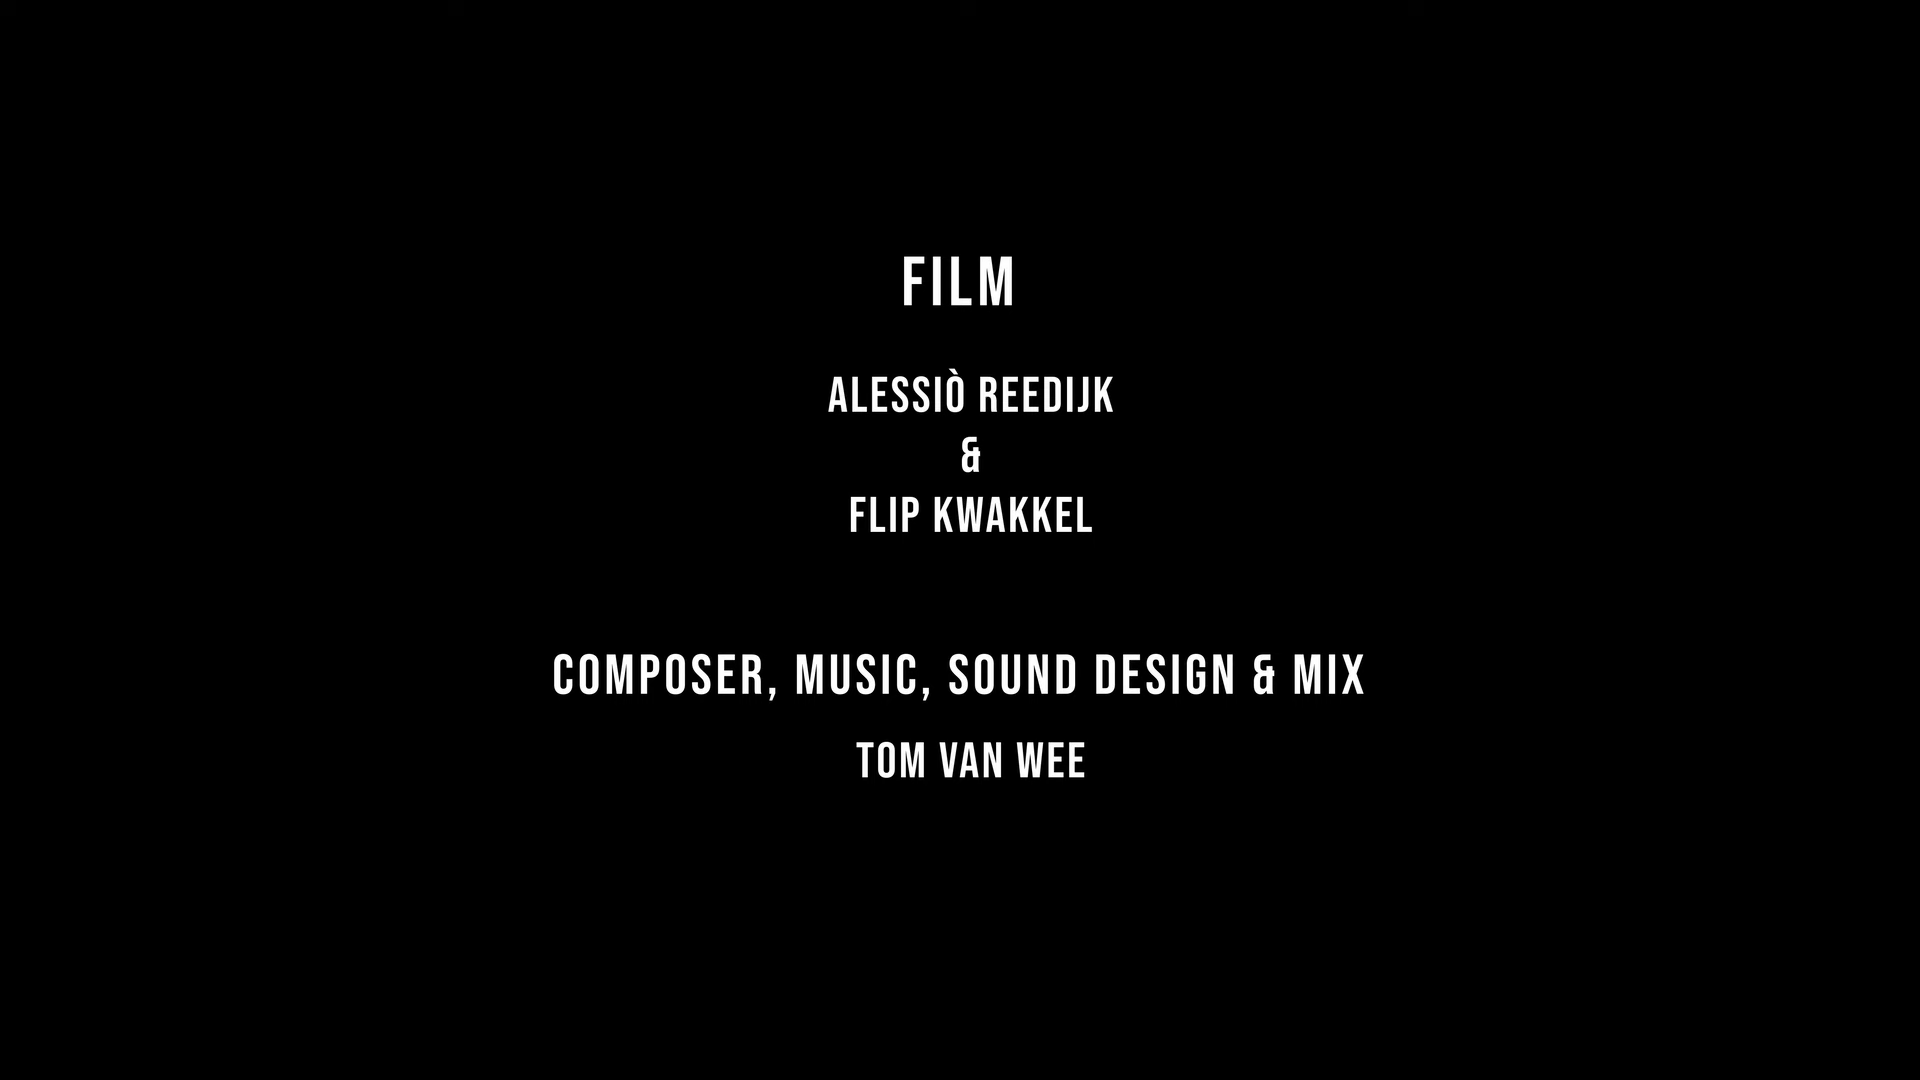 FILM
ALESSIÒ REEDIJK
&
FLIP KWAKKEL
COMPOSER, MUSIC, SOUND DESIGN & MIX
TOM VAN WEE